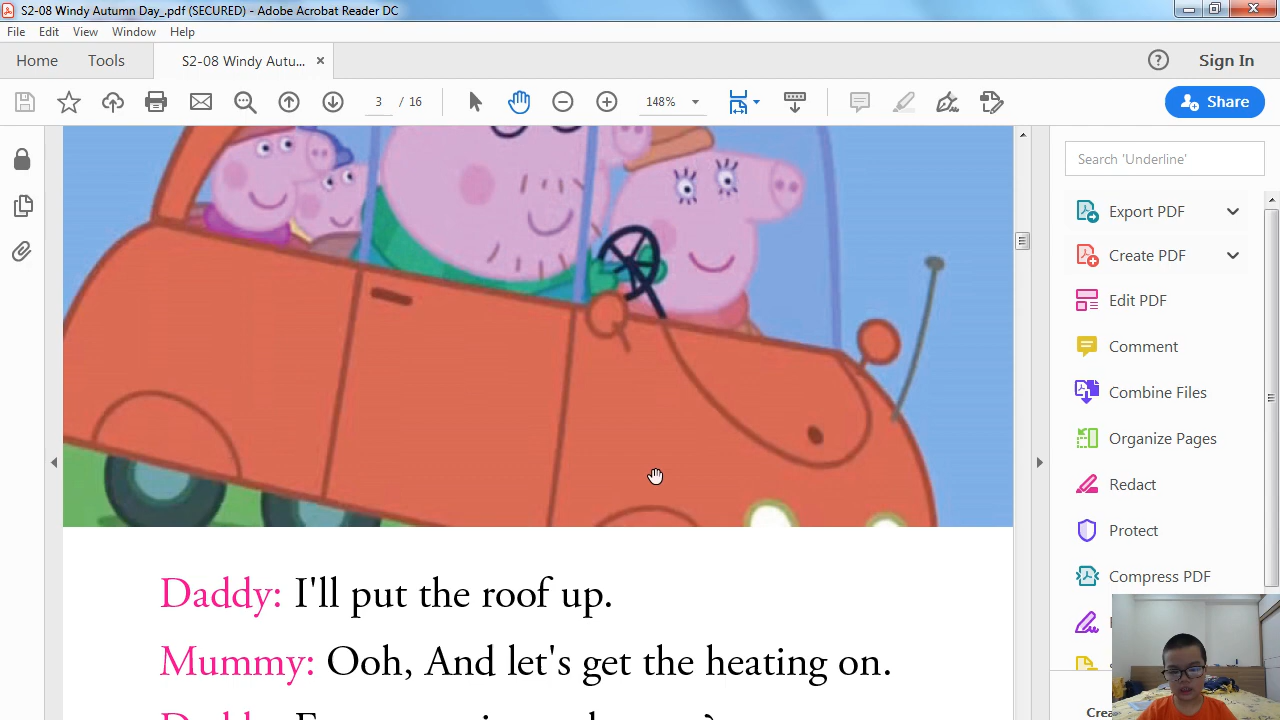 S2-08 Windy Autumn Day_.pdf (SECURED) - Adobe Acrobat Reader DC
File Edit View Window Help
Home Tools S2-08 Windy Autu... ×
3 / 16 148% Share
Sign In
Search 'Underline'
Export PDF
Create PDF
Edit PDF
Comment
Combine Files
Organize Pages
Redact
Protect
Compress PDF
Daddy: I'll put the roof up.
Mummy: Ooh, And let's get the heating on.